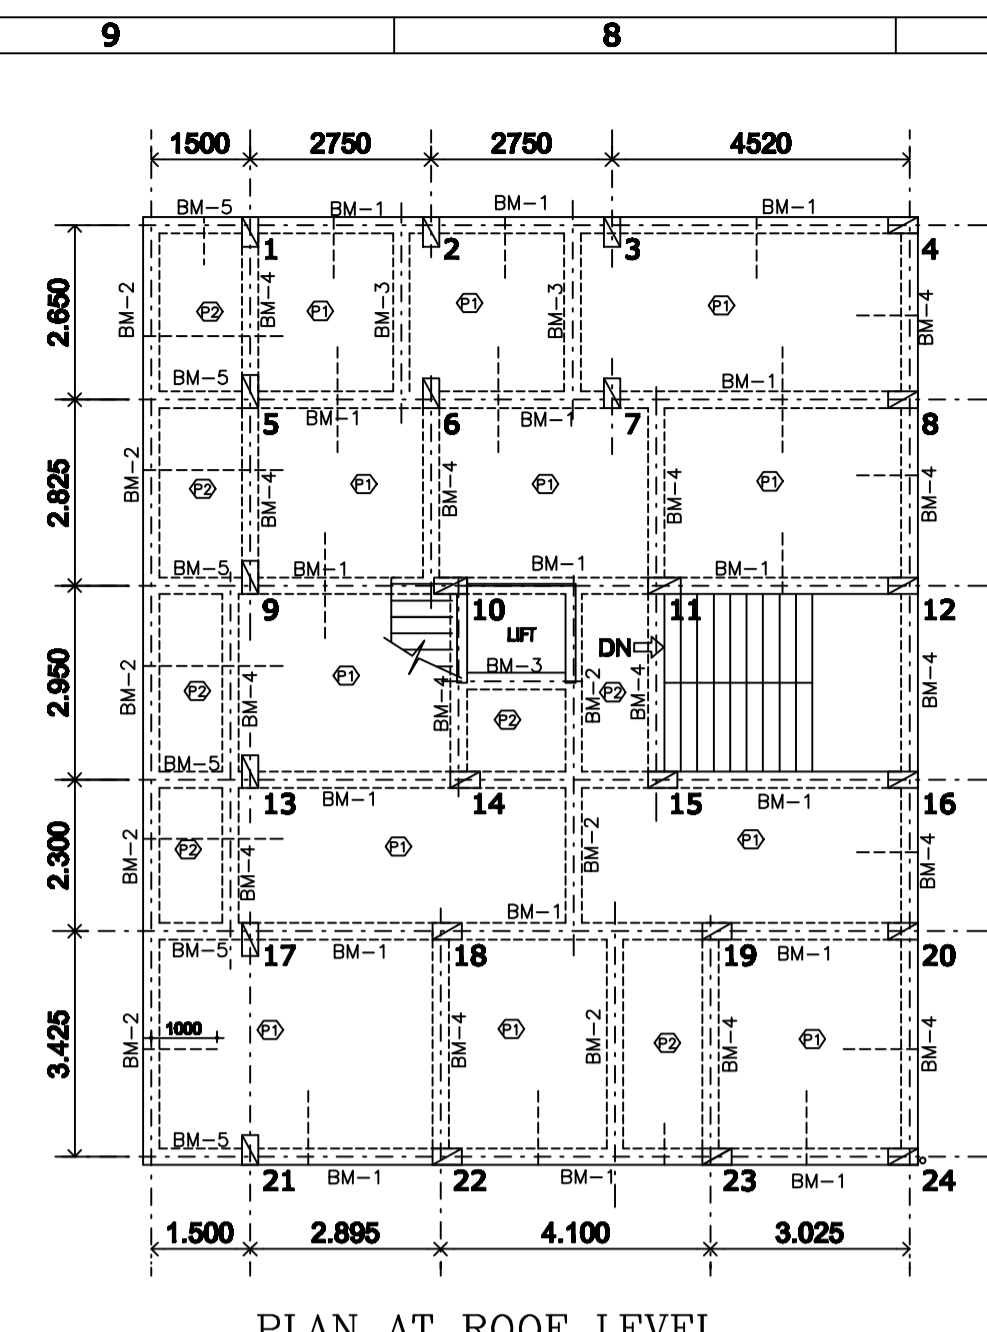 9 8
1500 2750 2750 4520
BM-5 BM-1 BM-1 BM-1
1 2 3 4
2.650 BM-2 P2 BM-4 P1 BM-3 P1 BM-3 P1 BM-4
BM-5 BM-1
BM-1 BM-1
5 6 7 8
2.825 BM-2 P2 BM-4 P1 BM-4 P1 BM-4 P1 BM-4
BM-5 BM-1 BM-1 BM-1
9 10 11 12
LIFT
DN
2.950 BM-2 P2 BM-4 P1 BM-4 BM-3 P2 BM-2 P2 BM-4 BM-4
BM-5
13 14 15 16
BM-1 BM-1
2.300 BM-2 P2 BM-4 P1 BM-2 P1 BM-4
BM-1
BM-5 17 BM-1 18 19 BM-1 20
3.425 BM-2 1000 P1 BM-4 P1 BM-2 P2 BM-4 P1 BM-4
BM-5
21 BM-1 22 BM-1 23 BM-1 24
1.500 2.895 4.100 3.025
PLAN AT ROOF LEVEL